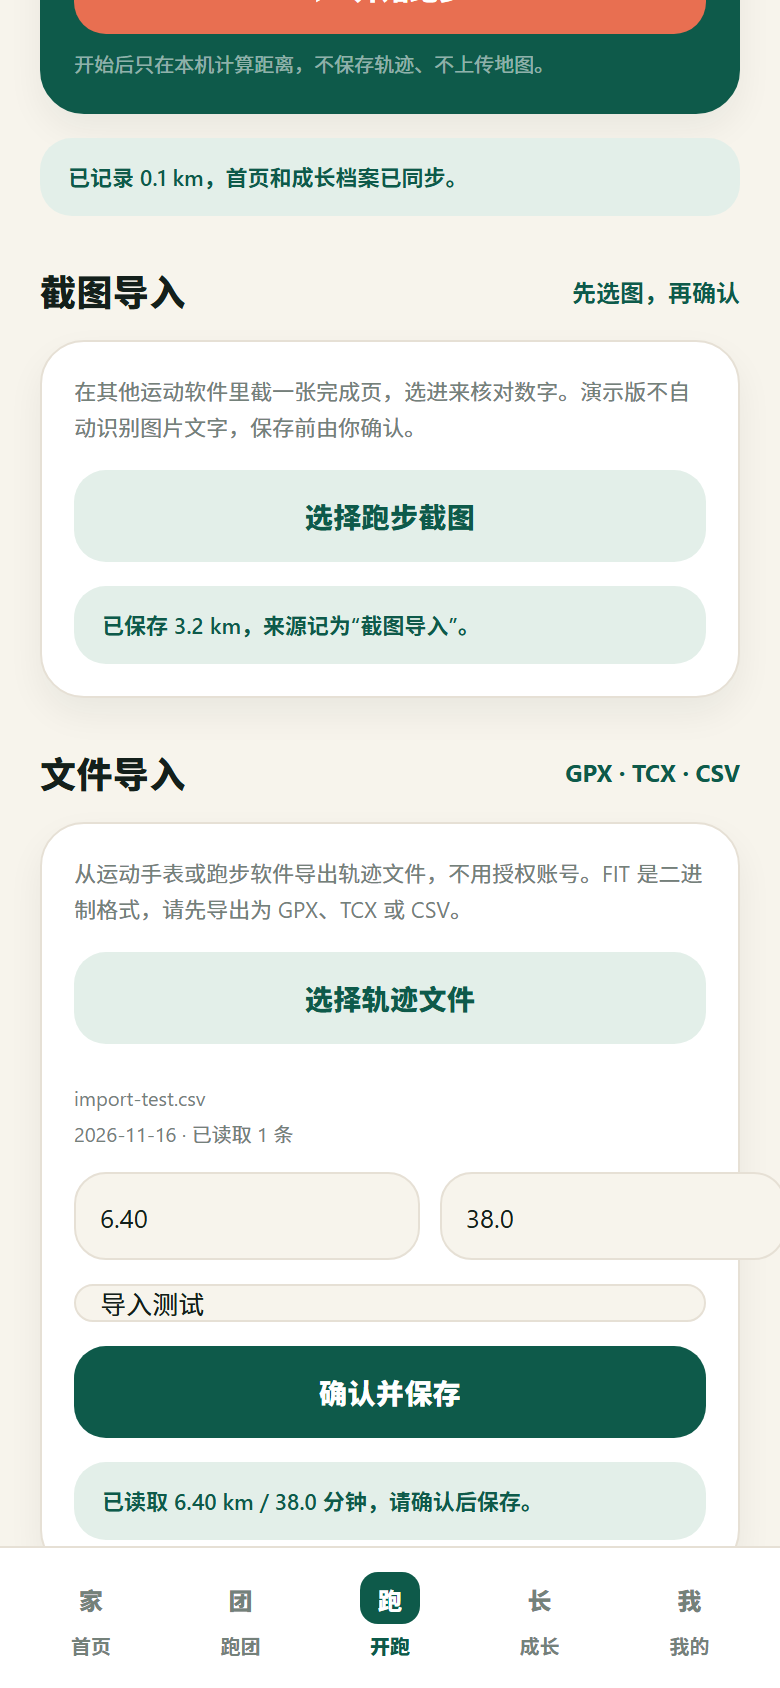 开始后只在本机计算距离，不保存轨迹、不上传地图。
已记录 0.1 km，首页和成长档案已同步。
截图导入
先选图，再确认
在其他运动软件里截一张完成页，选进来核对数字。演示版不自
动识别图片文字，保存前由你确认。
选择跑步截图
已保存 3.2 km，来源记为“截图导入”。
文件导入
GPX · TCX · CSV
从运动手表或跑步软件导出轨迹文件，不用授权账号。FIT 是二进
制格式，请先导出为 GPX、TCX 或 CSV。
选择轨迹文件
import-test.csv
2026-11-16 · 已读取 1 条
6.40
38.0
导入测试
确认并保存
已读取 6.40 km / 38.0 分钟，请确认后保存。
家
团
跑
长
我
首页
跑团
开跑
成长
我的